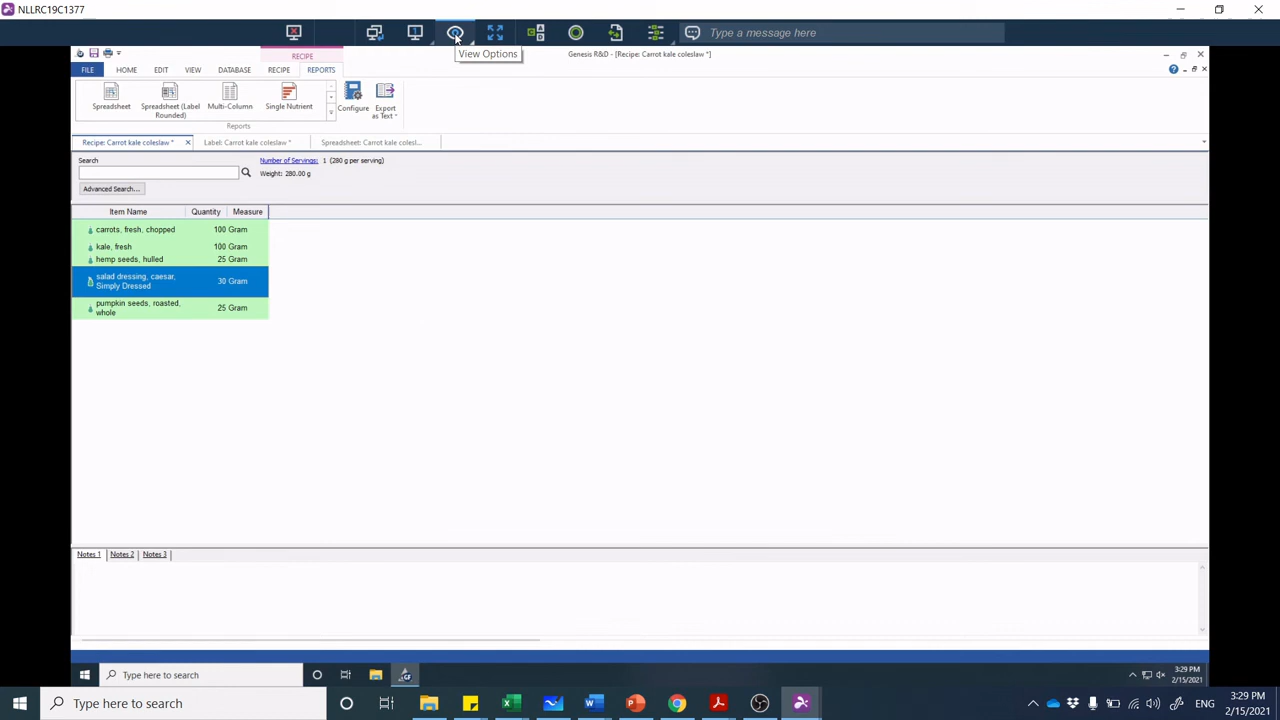 NLLRC19C1377
Type a message here
View Options
RECIPE
Genesis R&D - [Recipe: Carrot kale coleslaw *]
FILE HOME EDIT VIEW DATABASE RECIPE REPORTS
Spreadsheet
Spreadsheet (Label
Rounded)
Multi-Column
Single Nutrient
Configure
Export
as Text
Reports
Recipe: Carrot kale coleslaw *
Label: Carrot kale coleslaw *
Spreadsheet: Carrot kale colesl...
Search
Number of Servings: 1 (280 g per serving)
Weight: 280.00 g
Advanced Search...
Item Name Quantity Measure
carrots, fresh, chopped 100 Gram
kale, fresh 100 Gram
hemp seeds, hulled 25 Gram
salad dressing, caesar,
Simply Dressed 30 Gram
pumpkin seeds, roasted,
whole 25 Gram
Notes 1 Notes 2 Notes 3
Type here to search
3:29 PM
2/15/2021
Type here to search
ENG
3:29 PM
2/15/2021